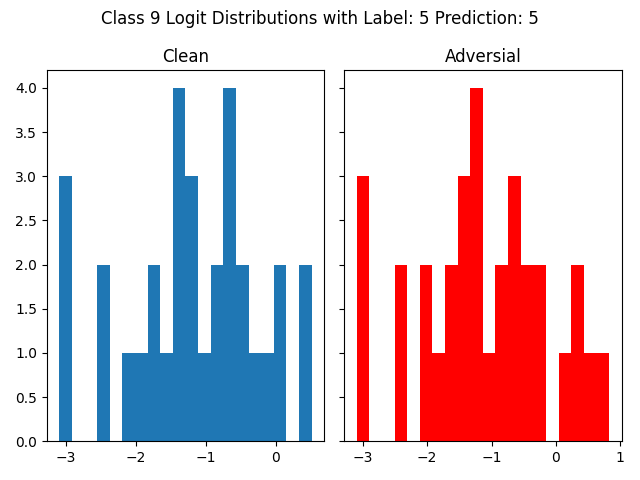 Class 9 Logit Distributions with Label: 5 Prediction: 5
Clean
Adversial
4.0
3.5
3.0
2.5
2.0
1.5
1.0
0.5
0.0
−3 −2 −1 0
−3 −2 −1 0 1